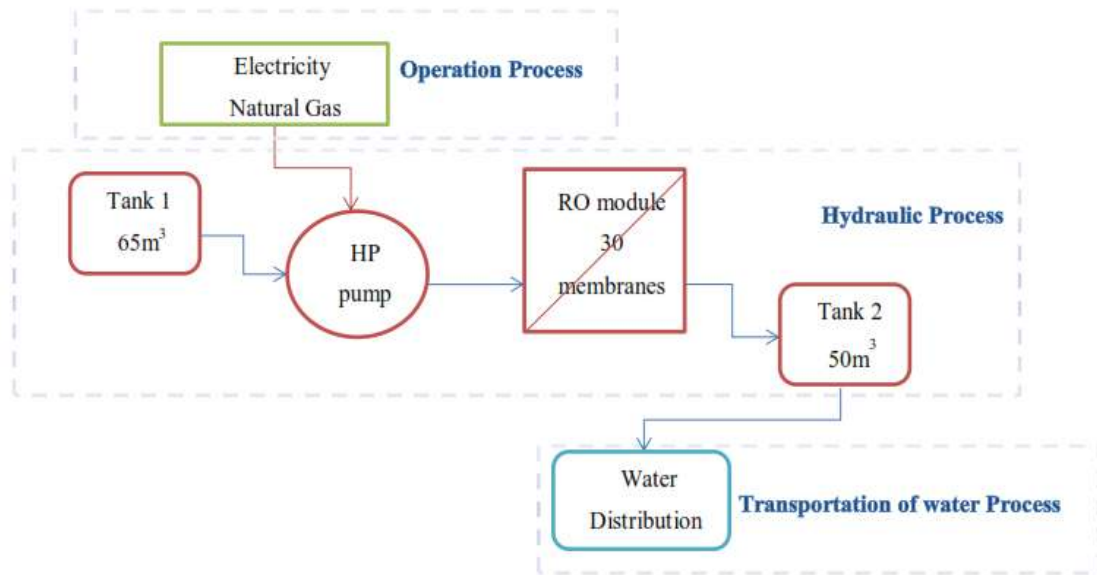 Electricity
Natural Gas
Operation Process
Tank 1
65m³
HP
pump
RO module
30
membranes
Hydraulic Process
Tank 2
50m³
Water
Distribution
Transportation of water Process